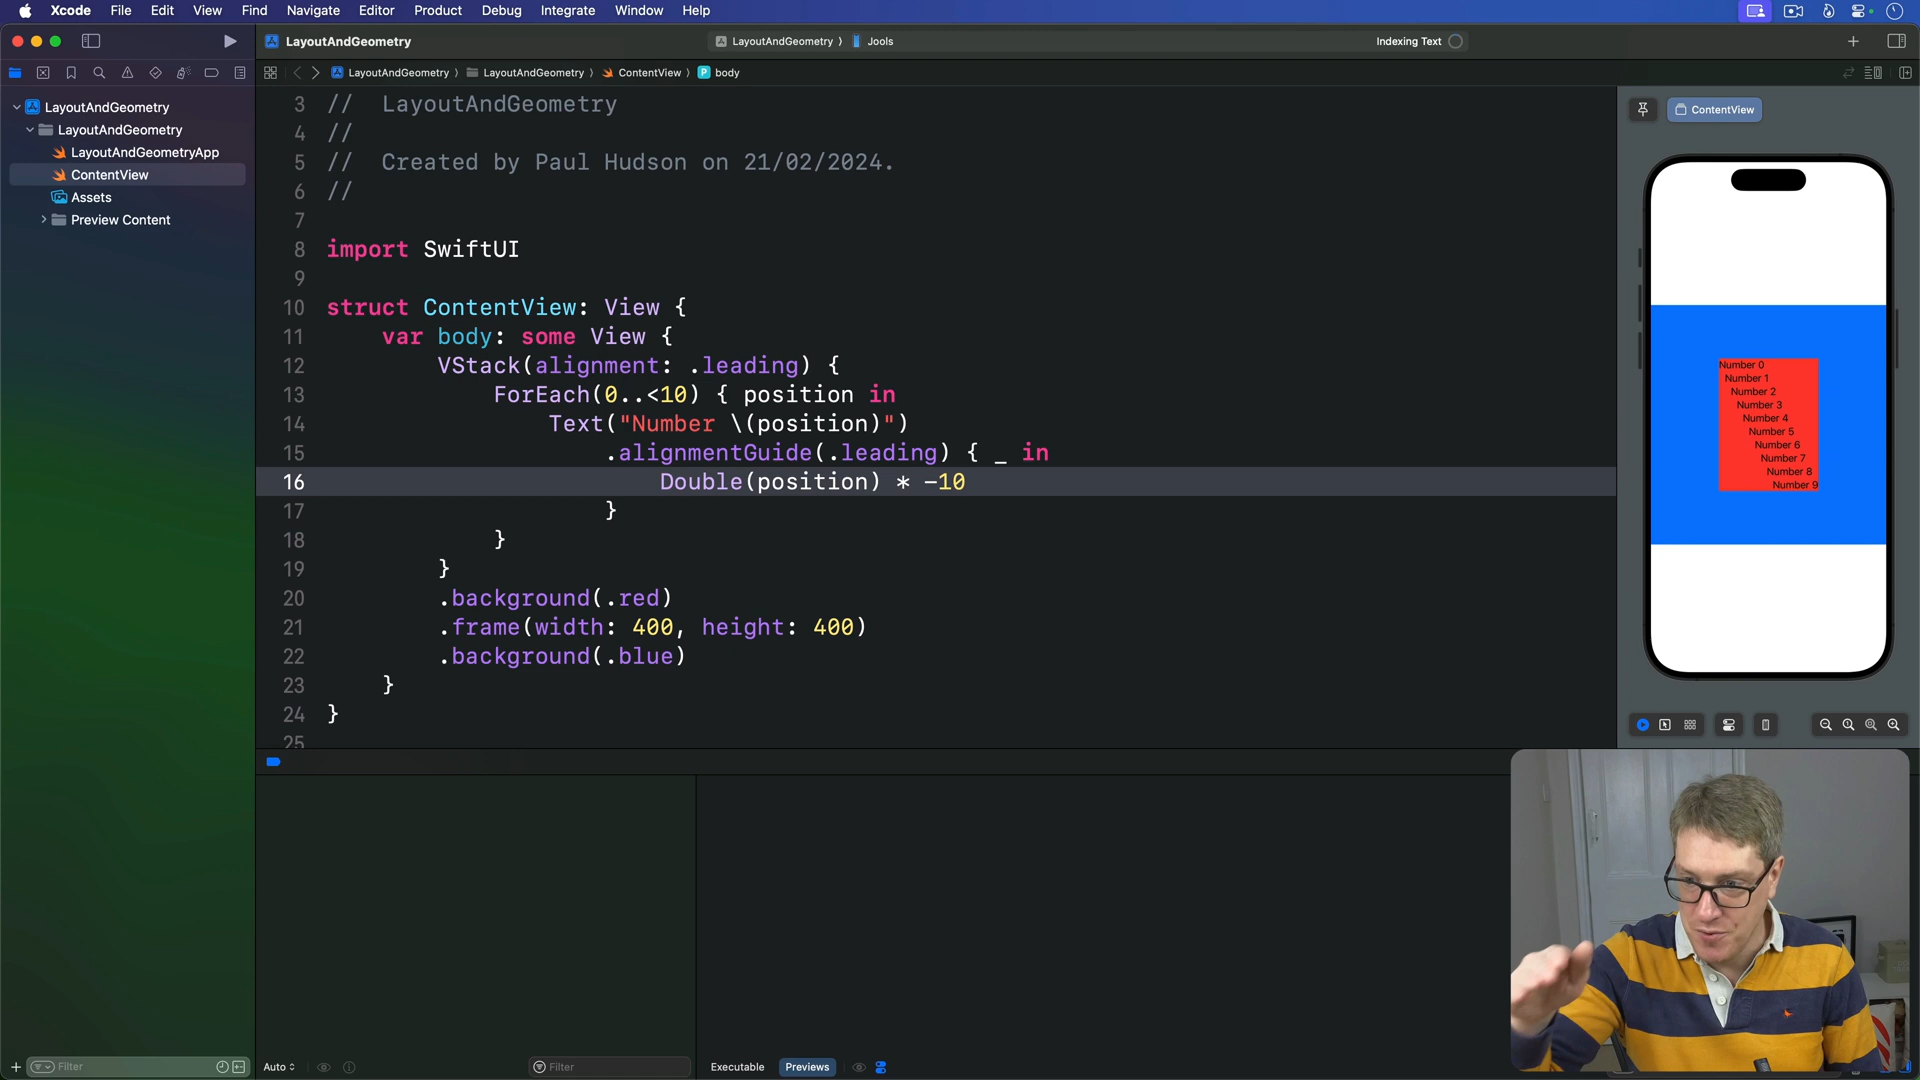 Xcode File Edit View Find Navigate Editor Product Debug Integrate Window Help
LayoutAndGeometry
LayoutAndGeometry 〉 Jools
Indexing Text
LayoutAndGeometry 〉 LayoutAndGeometry 〉 ContentView 〉 P body
LayoutAndGeometry
LayoutAndGeometry
LayoutAndGeometryApp
ContentView
Assets
Preview Content
3 //  LayoutAndGeometry
4 //
5 //  Created by Paul Hudson on 21/02/2024.
6 //
7
8 import SwiftUI
9
10 struct ContentView: View {
11     var body: some View {
12         VStack(alignment: .leading) {
13             ForEach(0..<10) { position in
14                 Text("Number \(position)")
15                     .alignmentGuide(.leading) { _ in
16                         Double(position) * -10
17                     }
18             }
19         }
20         .background(.red)
21         .frame(width: 400, height: 400)
22         .background(.blue)
23     }
24 }
25
ContentView
Number 0
Number 1
Number 2
Number 3
Number 4
Number 5
Number 6
Number 7
Number 8
Number 9
Filter
Auto
Filter
Executable Previews